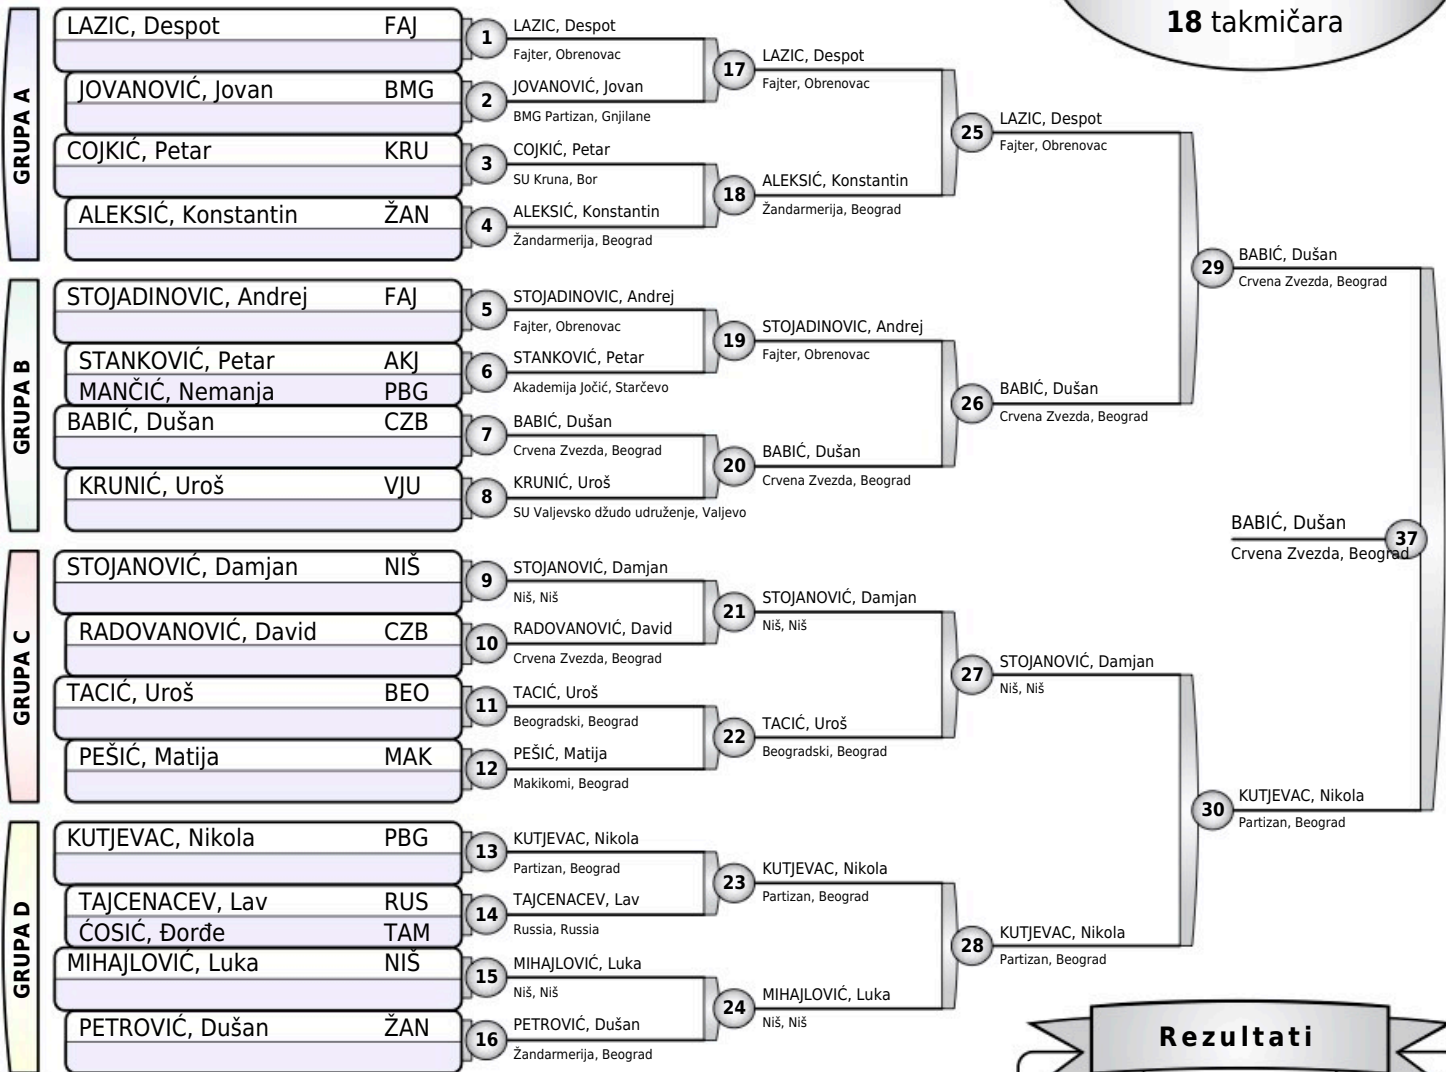 18 takmičara
GRUPA A
LAZIC, Despot FAJ
JOVANOVIĆ, Jovan BMG
COJKIĆ, Petar KRU
ALEKSIĆ, Konstantin ŽAN
GRUPA B
STOJADINOVIC, Andrej FAJ
STANKOVIĆ, Petar AKJ
MANČIĆ, Nemanja PBG
BABIĆ, Dušan CZB
KRUNIĆ, Uroš VJU
GRUPA C
STOJANOVIĆ, Damjan NIŠ
RADOVANOVIĆ, David CZB
TACIĆ, Uroš BEO
PEŠIĆ, Matija MAK
GRUPA D
KUTJEVAC, Nikola PBG
TAJCENACEV, Lav RUS
ĆOSIĆ, Đorđe TAM
MIHAJLOVIĆ, Luka NIŠ
PETROVIĆ, Dušan ŽAN
1 LAZIC, Despot
Fajter, Obrenovac
2 JOVANOVIĆ, Jovan
BMG Partizan, Gnjilane
3 COJKIĆ, Petar
SU Kruna, Bor
4 ALEKSIĆ, Konstantin
Žandarmerija, Beograd
5 STOJADINOVIC, Andrej
Fajter, Obrenovac
6 STANKOVIĆ, Petar
Akademija Jočić, Starčevo
7 BABIĆ, Dušan
Crvena Zvezda, Beograd
8 KRUNIĆ, Uroš
SU Valjevsko džudo udruženje, Valjevo
9 STOJANOVIĆ, Damjan
Niš, Niš
10 RADOVANOVIĆ, David
Crvena Zvezda, Beograd
11 TACIĆ, Uroš
Beogradski, Beograd
12 PEŠIĆ, Matija
Makikomi, Beograd
13 KUTJEVAC, Nikola
Partizan, Beograd
14 TAJCENACEV, Lav
Russia, Russia
15 MIHAJLOVIĆ, Luka
Niš, Niš
16 PETROVIĆ, Dušan
Žandarmerija, Beograd
17 LAZIC, Despot
Fajter, Obrenovac
18 ALEKSIĆ, Konstantin
Žandarmerija, Beograd
19 STOJADINOVIC, Andrej
Fajter, Obrenovac
20 BABIĆ, Dušan
Crvena Zvezda, Beograd
21 STOJANOVIĆ, Damjan
Niš, Niš
22 TACIĆ, Uroš
Beogradski, Beograd
23 KUTJEVAC, Nikola
Partizan, Beograd
24 MIHAJLOVIĆ, Luka
Niš, Niš
25 LAZIC, Despot
Fajter, Obrenovac
26 BABIĆ, Dušan
Crvena Zvezda, Beograd
27 STOJANOVIĆ, Damjan
Niš, Niš
28 KUTJEVAC, Nikola
Partizan, Beograd
29 BABIĆ, Dušan
Crvena Zvezda, Beograd
30 KUTJEVAC, Nikola
Partizan, Beograd
BABIĆ, Dušan 37
Crvena Zvezda, Beograd
Rezultati